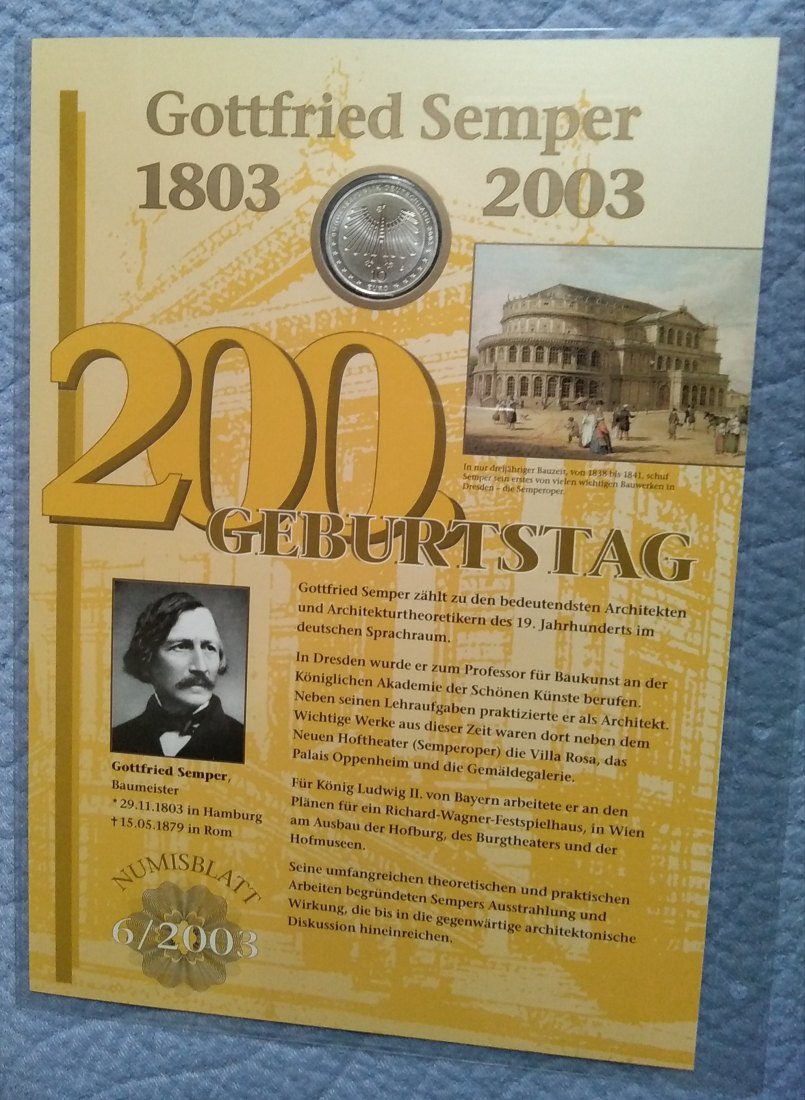 Gottfried Semper
1803 2003
BUNDESREPUBLIK DEUTSCHLAND 2003
10
EURO
In nur dreijähriger Bauzeit, von 1838 bis 1841, schuf
Semper sein erstes von vielen wichtigen Bauwerken in
Dresden – die Semperoper.
200.
GEBURTSTAG
Gottfried Semper zählt zu den bedeutendsten Architekten
und Architekturtheoretikern des 19. Jahrhunderts im
deutschen Sprachraum.
In Dresden wurde er zum Professor für Baukunst an der
Königlichen Akademie der Schönen Künste berufen.
Neben seinen Lehraufgaben praktizierte er als Architekt.
Wichtige Werke aus dieser Zeit waren dort neben dem
Neuen Hoftheater (Semperoper) die Villa Rosa, das
Palais Oppenheim und die Gemäldegalerie.
Für König Ludwig II. von Bayern arbeitete er an den
Plänen für ein Richard-Wagner-Festspielhaus, in Wien
am Ausbau der Hofburg, des Burgtheaters und der
Hofmuseen.
Seine umfangreichen theoretischen und praktischen
Arbeiten begründeten Sempers Ausstrahlung und
Wirkung, die bis in die gegenwärtige architektonische
Diskussion hineinreichen.
Gottfried Semper,
Baumeister
* 29.11.1803 in Hamburg
† 15.05.1879 in Rom
NUMISBLATT
6/2003